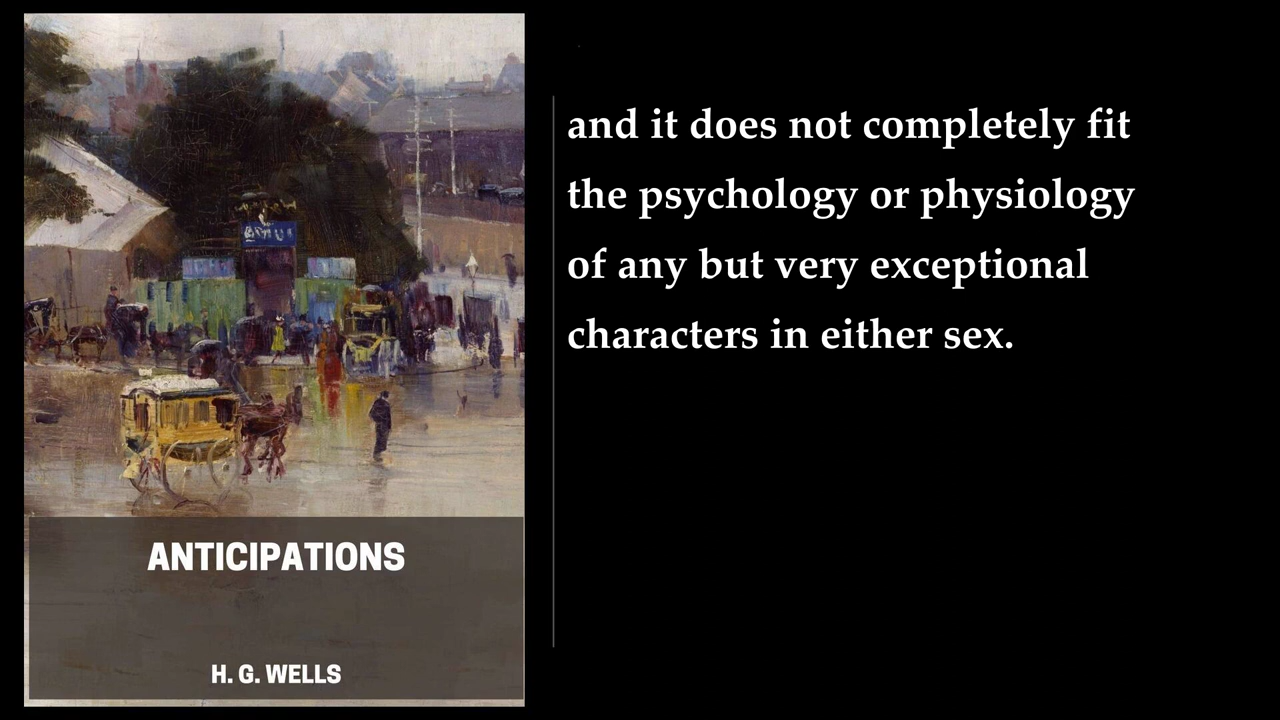 and it does not completely fit
the psychology or physiology
of any but very exceptional
characters in either sex.
ANTICIPATIONS
H. G. WELLS